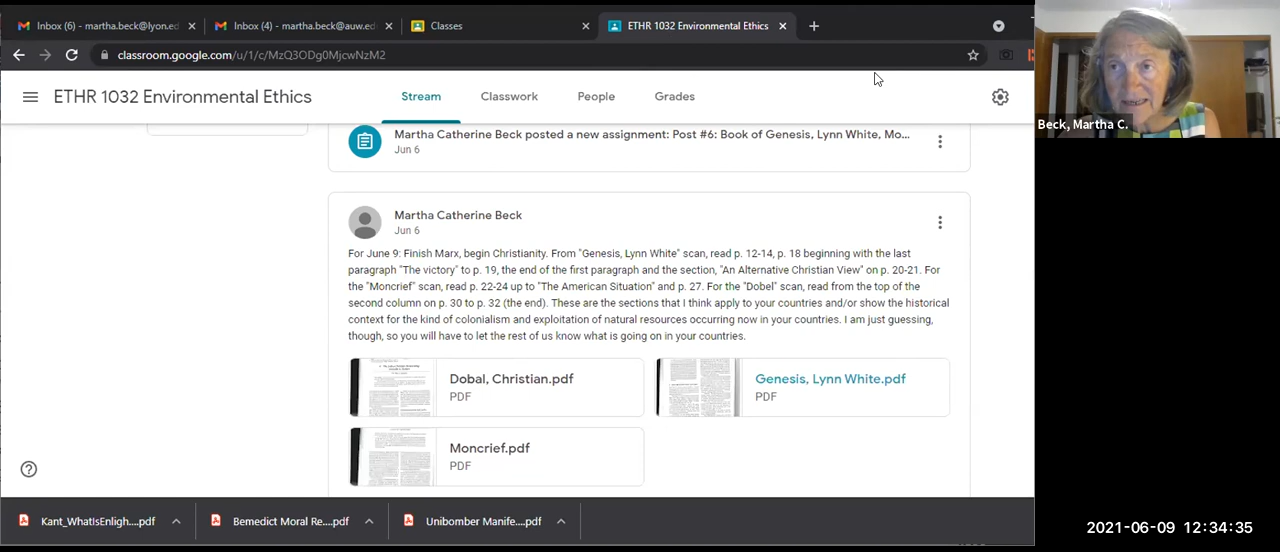 Inbox (6) - martha.beck@lyon.ed
Inbox (4) - martha.beck@auw.ed
Classes
ETHR 1032 Environmental Ethics
classroom.google.com/u/1/c/MzQ3ODg0MjcwNzM2
ETHR 1032 Environmental Ethics
Stream
Classwork
People
Grades
Beck, Martha C.
Martha Catherine Beck posted a new assignment: Post #6: Book of Genesis, Lynn White, Mo...
Jun 6
Martha Catherine Beck
Jun 6
For June 9: Finish Marx, begin Christianity. From "Genesis, Lynn White" scan, read p. 12-14, p. 18 beginning with the last
paragraph "The victory" to p. 19, the end of the first paragraph and the section, "An Alternative Christian View" on p. 20-21. For
the "Moncrief" scan, read p. 22-24 up to "The American Situation" and p. 27. For the "Dobel" scan, read from the top of the
second column on p. 30 to p. 32 (the end). These are the sections that I think apply to your countries and/or show the historical
context for the kind of colonialism and exploitation of natural resources occurring now in your countries. I am just guessing,
though, so you will have to let the rest of us know what is going on in your countries.
Dobal, Christian.pdf
PDF
Genesis, Lynn White.pdf
PDF
Moncrief.pdf
PDF
Kant_WhatIsEnligh....pdf
Bemedict Moral Re....pdf
Unibomber Manife....pdf
2021-06-09 12:34:35